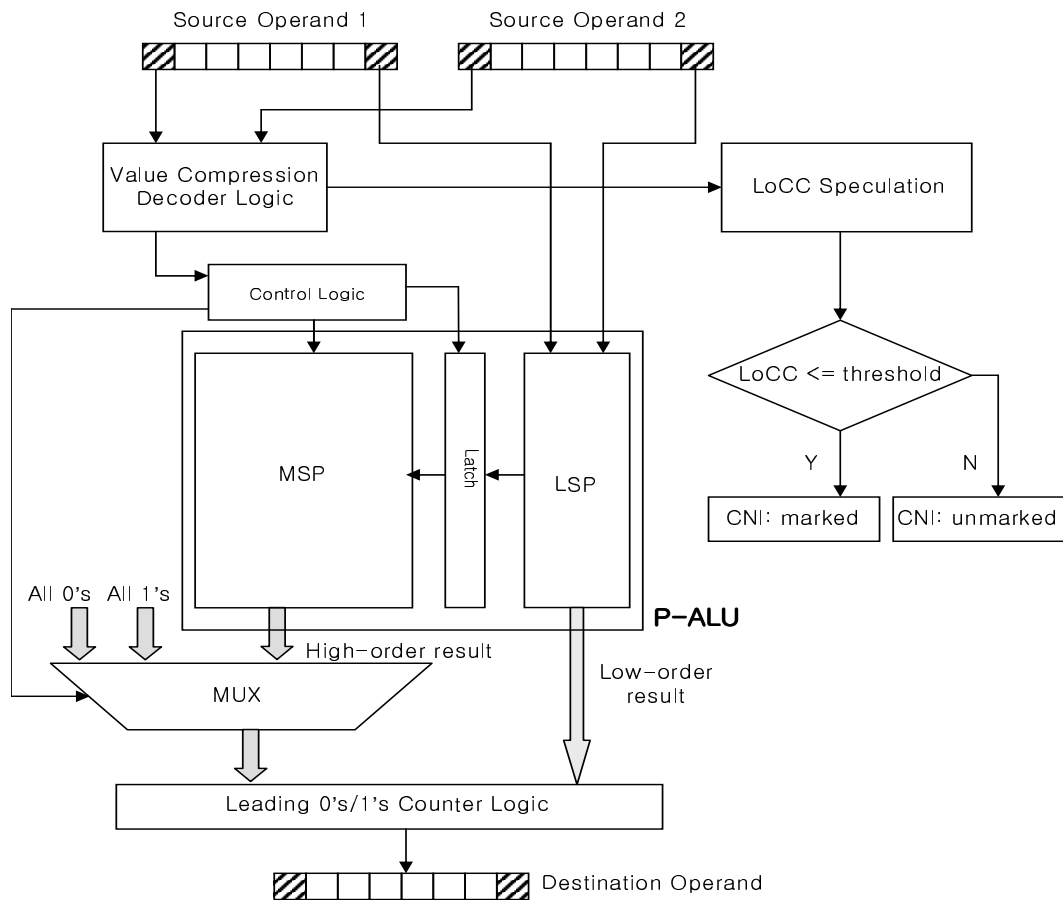 Source Operand 1
Source Operand 2
Value Compression
Decoder Logic
LoCC Speculation
Control Logic
LoCC <= threshold
MSP
Latch
LSP
Y
N
CNI: marked
CNI: unmarked
All 0's
All 1's
P-ALU
High-order result
Low-order
result
MUX
Leading 0's/1's Counter Logic
Destination Operand